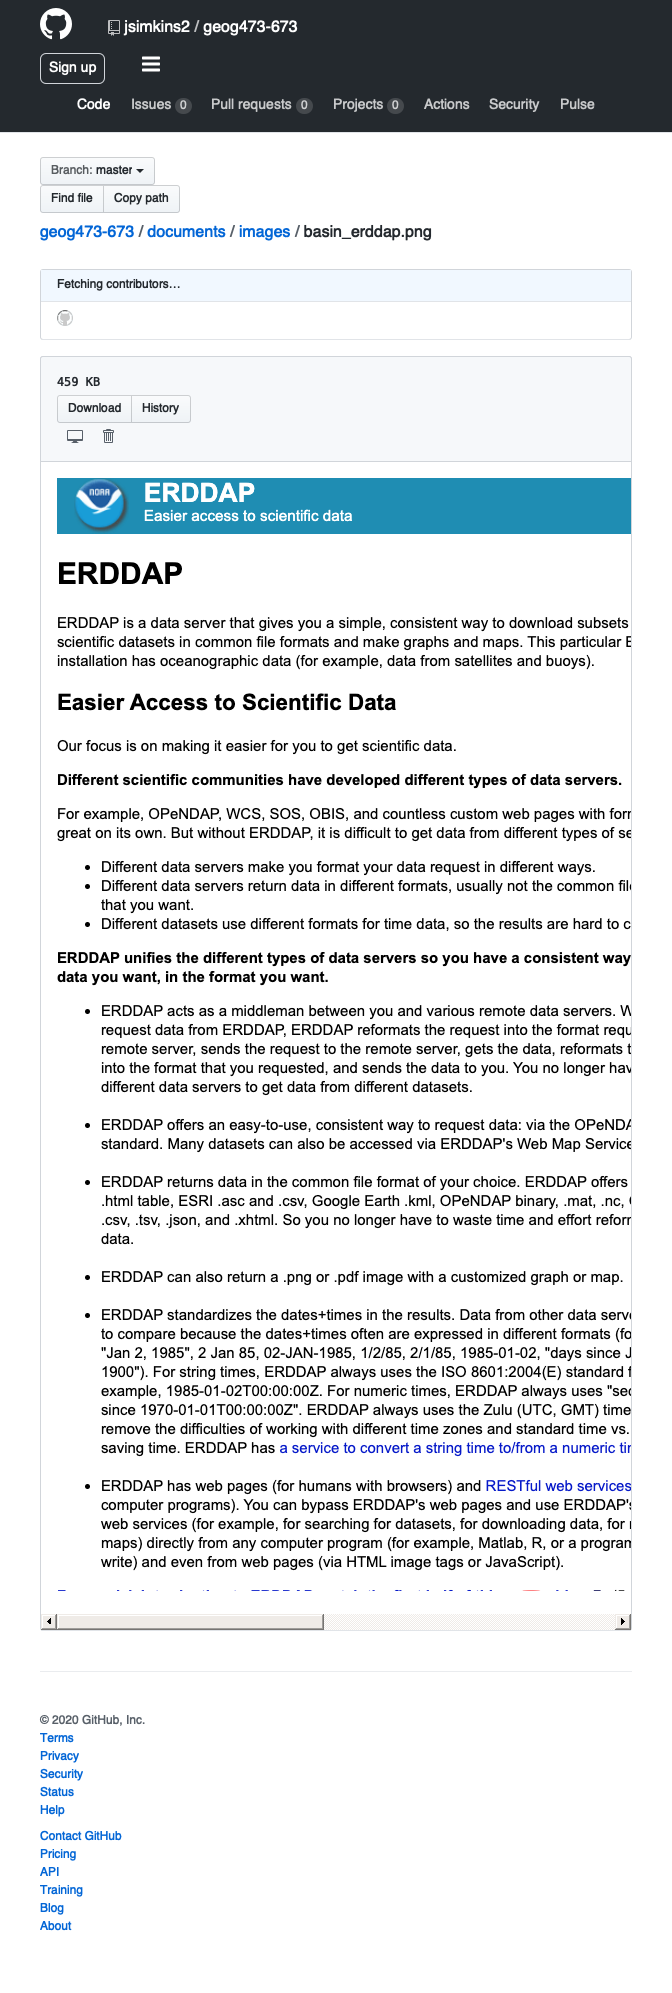 jsimkins2 / geog473-673
Sign up
Code Issues 0 Pull requests 0 Projects 0 Actions Security Pulse
Branch: master
Find file Copy path
geog473-673 / documents / images / basin_erddap.png
Fetching contributors…
459 KB
Download History
NOAA
ERDDAP
Easier access to scientific data
ERDDAP
ERDDAP is a data server that gives you a simple, consistent way to download subsets
scientific datasets in common file formats and make graphs and maps. This particular
installation has oceanographic data (for example, data from satellites and buoys).
Easier Access to Scientific Data
Our focus is on making it easier for you to get scientific data.
Different scientific communities have developed different types of data servers.
For example, OPeNDAP, WCS, SOS, OBIS, and countless custom web pages with
great on its own. But without ERDDAP, it is difficult to get data from different types of
• Different data servers make you format your data request in different ways.
• Different data servers return data in different formats, usually not the common
that you want.
• Different datasets use different formats for time data, so the results are hard to
ERDDAP unifies the different types of data servers so you have a consistent way
data you want, in the format you want.
• ERDDAP acts as a middleman between you and various remote data servers.
request data from ERDDAP, ERDDAP reformats the request into the format
remote server, sends the request to the remote server, gets the data, reformats
into the format that you requested, and sends the data to you. You no longer
different data servers to get data from different datasets.
• ERDDAP offers an easy-to-use, consistent way to request data: via the
standard. Many datasets can also be accessed via ERDDAP's Web Map Service
• ERDDAP returns data in the common file format of your choice. ERDDAP offers
.html table, ESRI .asc and .csv, Google Earth .kml, OPeNDAP binary, .mat, .nc,
.csv, .tsv, .json, and .xhtml. So you no longer have to waste time and effort
data.
• ERDDAP can also return a .png or .pdf image with a customized graph or map.
• ERDDAP standardizes the dates+times in the results. Data from other data
to compare because the dates+times often are expressed in different formats
"Jan 2, 1985", 2 Jan 85, 02-JAN-1985, 1/2/85, 2/1/85, 1985-01-02, "days since
1900"). For string times, ERDDAP always uses the ISO 8601:2004(E) standard
example, 1985-01-02T00:00:00Z. For numeric times, ERDDAP always uses
since 1970-01-01T00:00:00Z". ERDDAP always uses the Zulu (UTC, GMT) time
remove the difficulties of working with different time zones and standard time vs.
saving time. ERDDAP has a service to convert a string time to/from a numeric
• ERDDAP has web pages (for humans with browsers) and RESTful web services
computer programs). You can bypass ERDDAP's web pages and use ERDDAP's
web services (for example, for searching for datasets, for downloading data, for
maps) directly from any computer program (for example, Matlab, R, or a program
write) and even from web pages (via HTML image tags or JavaScript).
© 2020 GitHub, Inc.
Terms
Privacy
Security
Status
Help
Contact GitHub
Pricing
API
Training
Blog
About